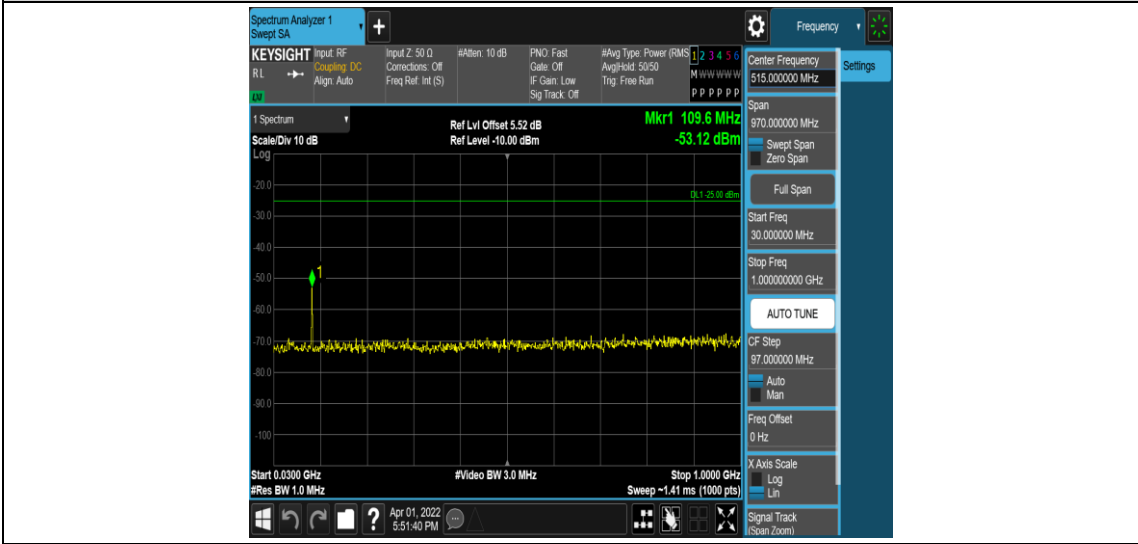 Spectrum Analyzer 1
Swept SA
+
Frequency
KEYSIGHT
RL
Input: RF
Coupling: DC
Align: Auto
Input Z: 50 Ω
Corrections: Off
Freq Ref: Int (S)
#Atten: 10 dB
PNO: Fast
Gate: Off
IF Gain: Low
Sig Track: Off
#Avg Type: Power (RMS
Avg|Hold: 50/50
Trig: Free Run
1 2 3 4 5 6
M W W W W W
P P P P P P
1 Spectrum
Scale/Div 10 dB
Log
Ref Lvl Offset 5.52 dB
Ref Level -10.00 dBm
Mkr1 109.6 MHz
-53.12 dBm
DL1 -25.00 dBm
1
-20.0
-30.0
-40.0
-50.0
-60.0
-70.0
-80.0
-90.0
-100
Start 0.0300 GHz
#Res BW 1.0 MHz
#Video BW 3.0 MHz
Stop 1.0000 GHz
Sweep ~1.41 ms (1000 pts)
Center Frequency
515.000000 MHz
Settings
Span
970.000000 MHz
Swept Span
Zero Span
Full Span
Start Freq
30.000000 MHz
Stop Freq
1.000000000 GHz
AUTO TUNE
CF Step
97.000000 MHz
Auto
Man
Freq Offset
0 Hz
X Axis Scale
Log
Lin
Signal Track
(Span Zoom)
?
Apr 01, 2022
5:51:40 PM